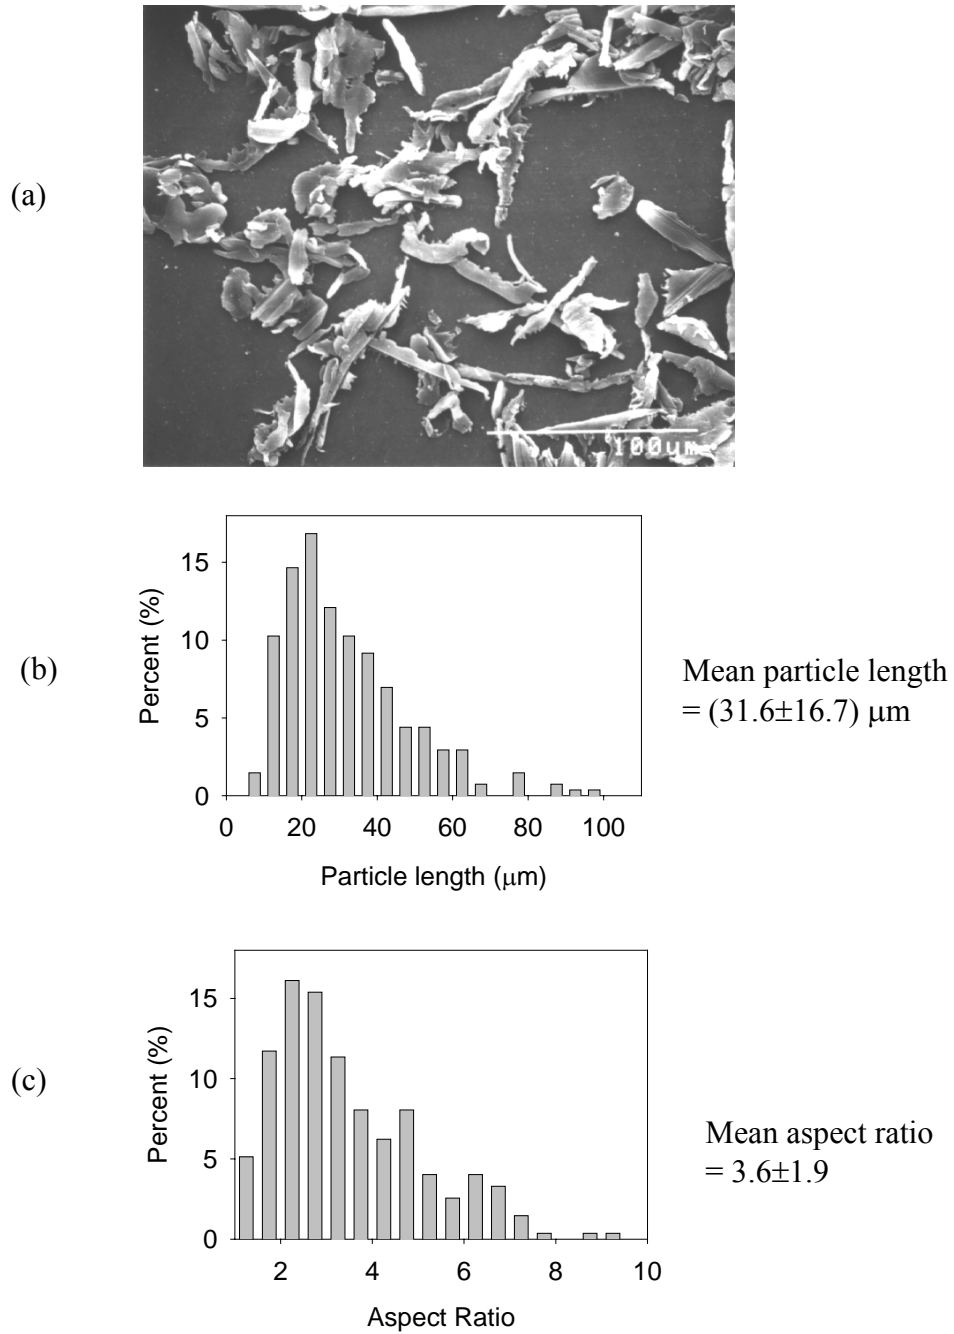 (a)
100µm
(b)
Percent (%)
15
10
5
0
0 20 40 60 80 100
Particle length (µm)
Mean particle length
= (31.6±16.7) µm
(c)
Percent (%)
15
10
5
0
2 4 6 8 10
Aspect Ratio
Mean aspect ratio
= 3.6±1.9